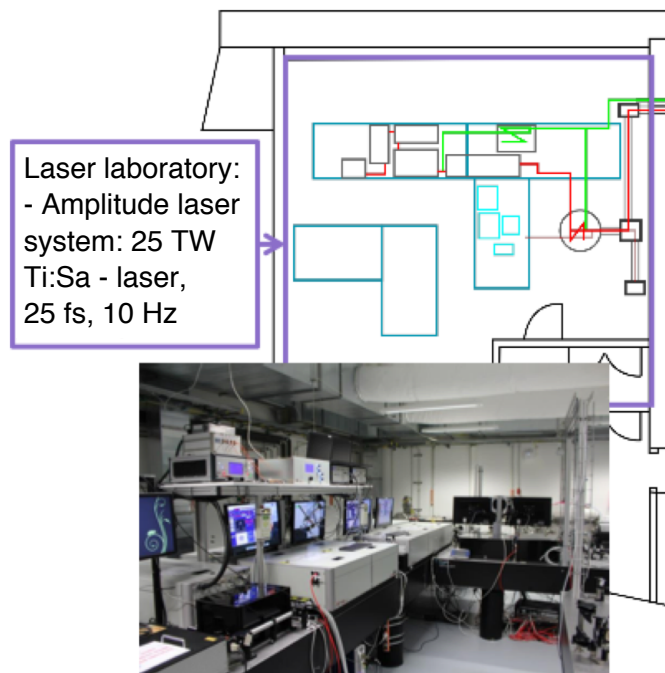 Laser laboratory:
- Amplitude laser
system: 25 TW
Ti:Sa - laser,
25 fs, 10 Hz